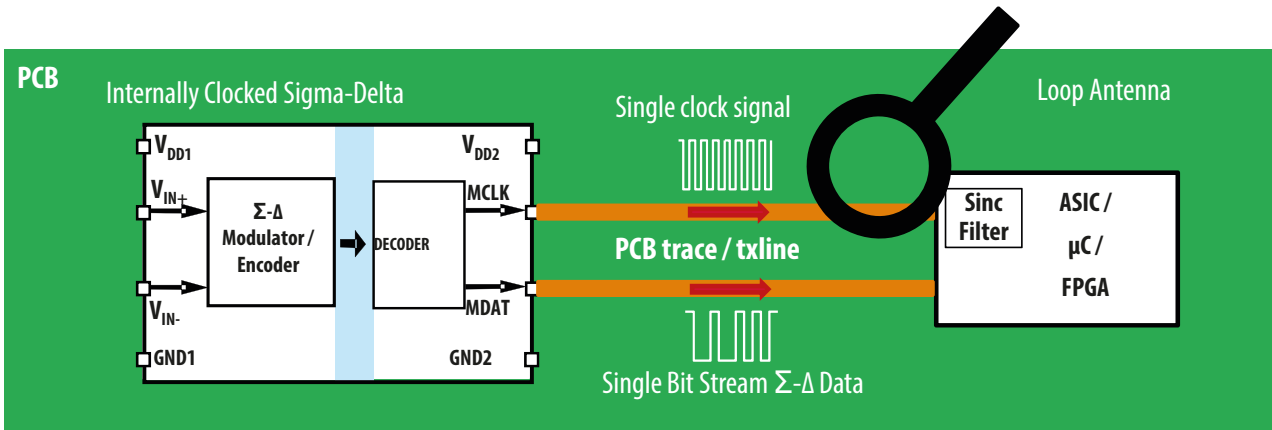 PCB
Internally Clocked Sigma-Delta
Single clock signal
Loop Antenna
VDD1
VDD2
VIN+
MCLK
Σ-Δ
Modulator /
Encoder
DECODER
VIN-
MDAT
GND1
GND2
PCB trace / txline
Single Bit Stream Σ-Δ Data
Sinc
Filter
ASIC /
µC /
FPGA